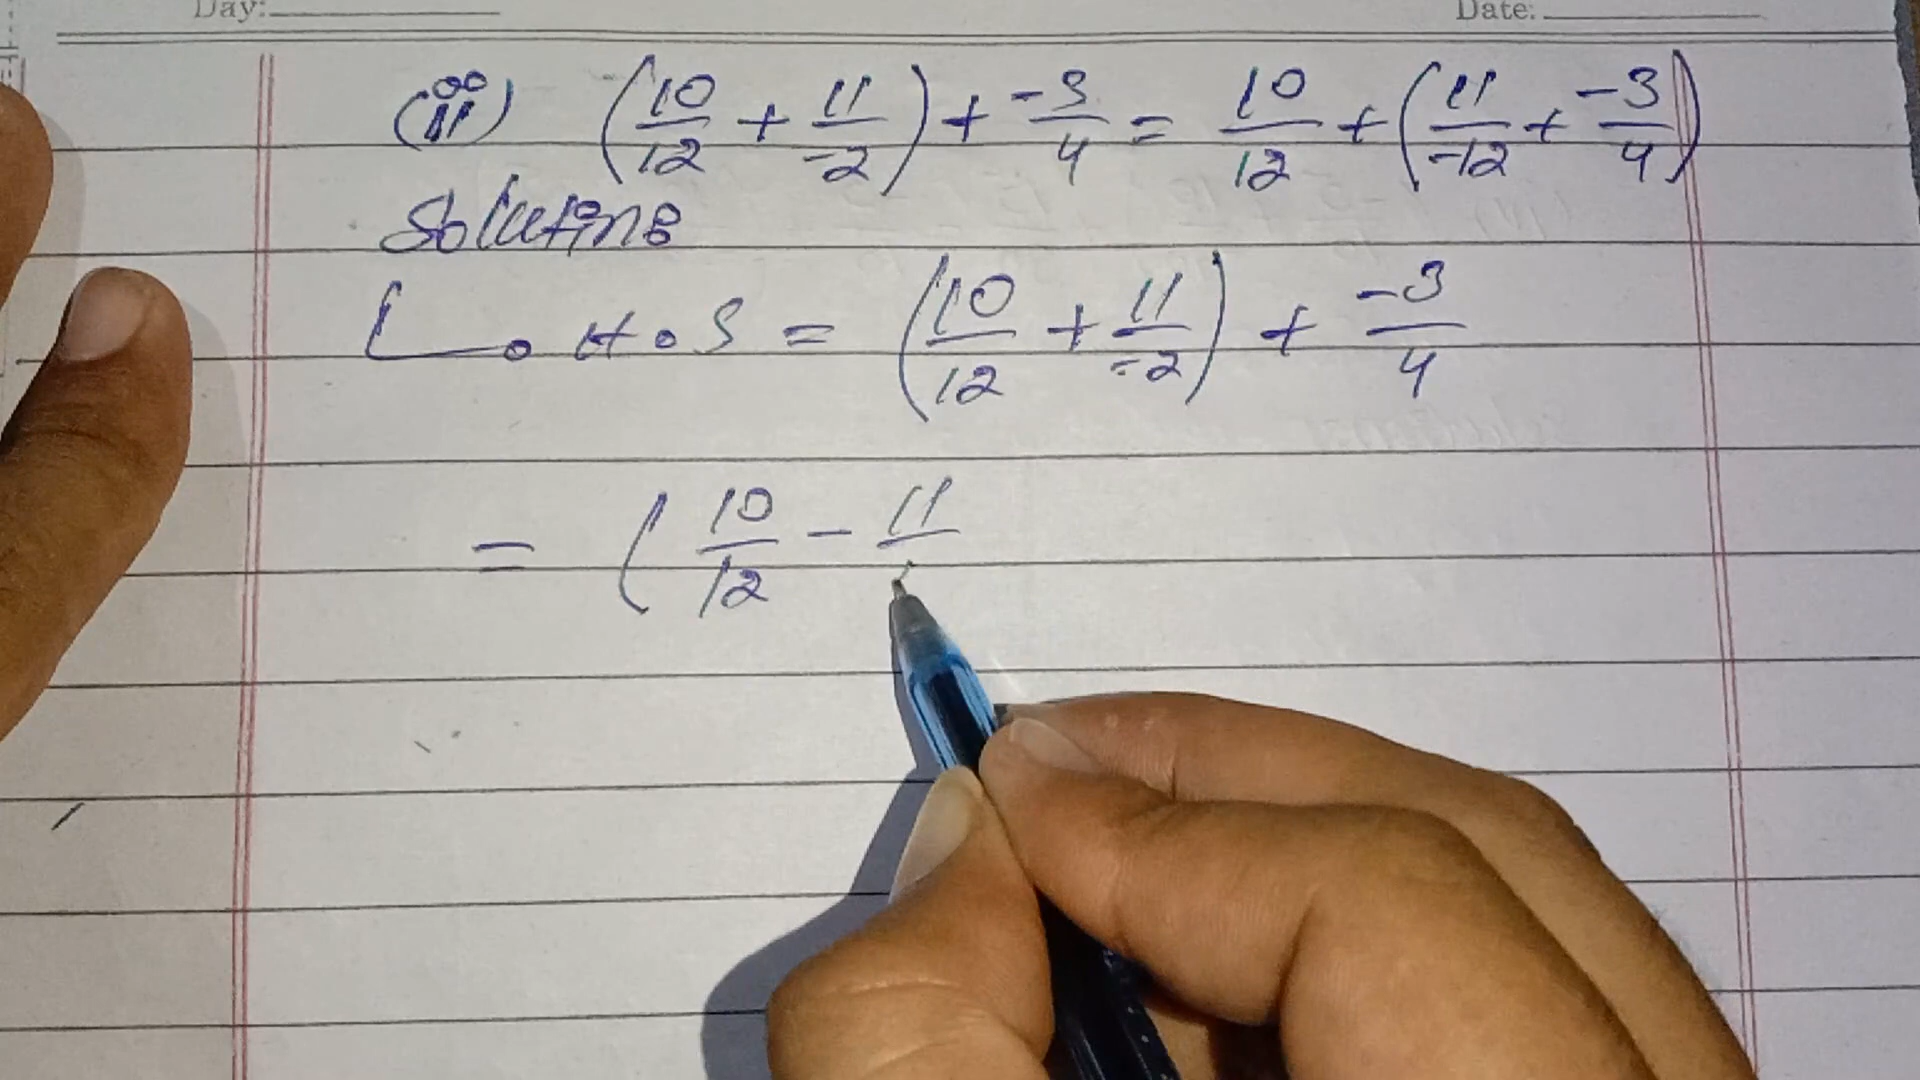 Day: Date:
(iii) (10/12 + 11/-2) + -3/4 = 10/12 + (11/-12 + -3/4)
Solution:
L.H.S = (10/12 + 11/-2) + -3/4
= (10/12 - 11/